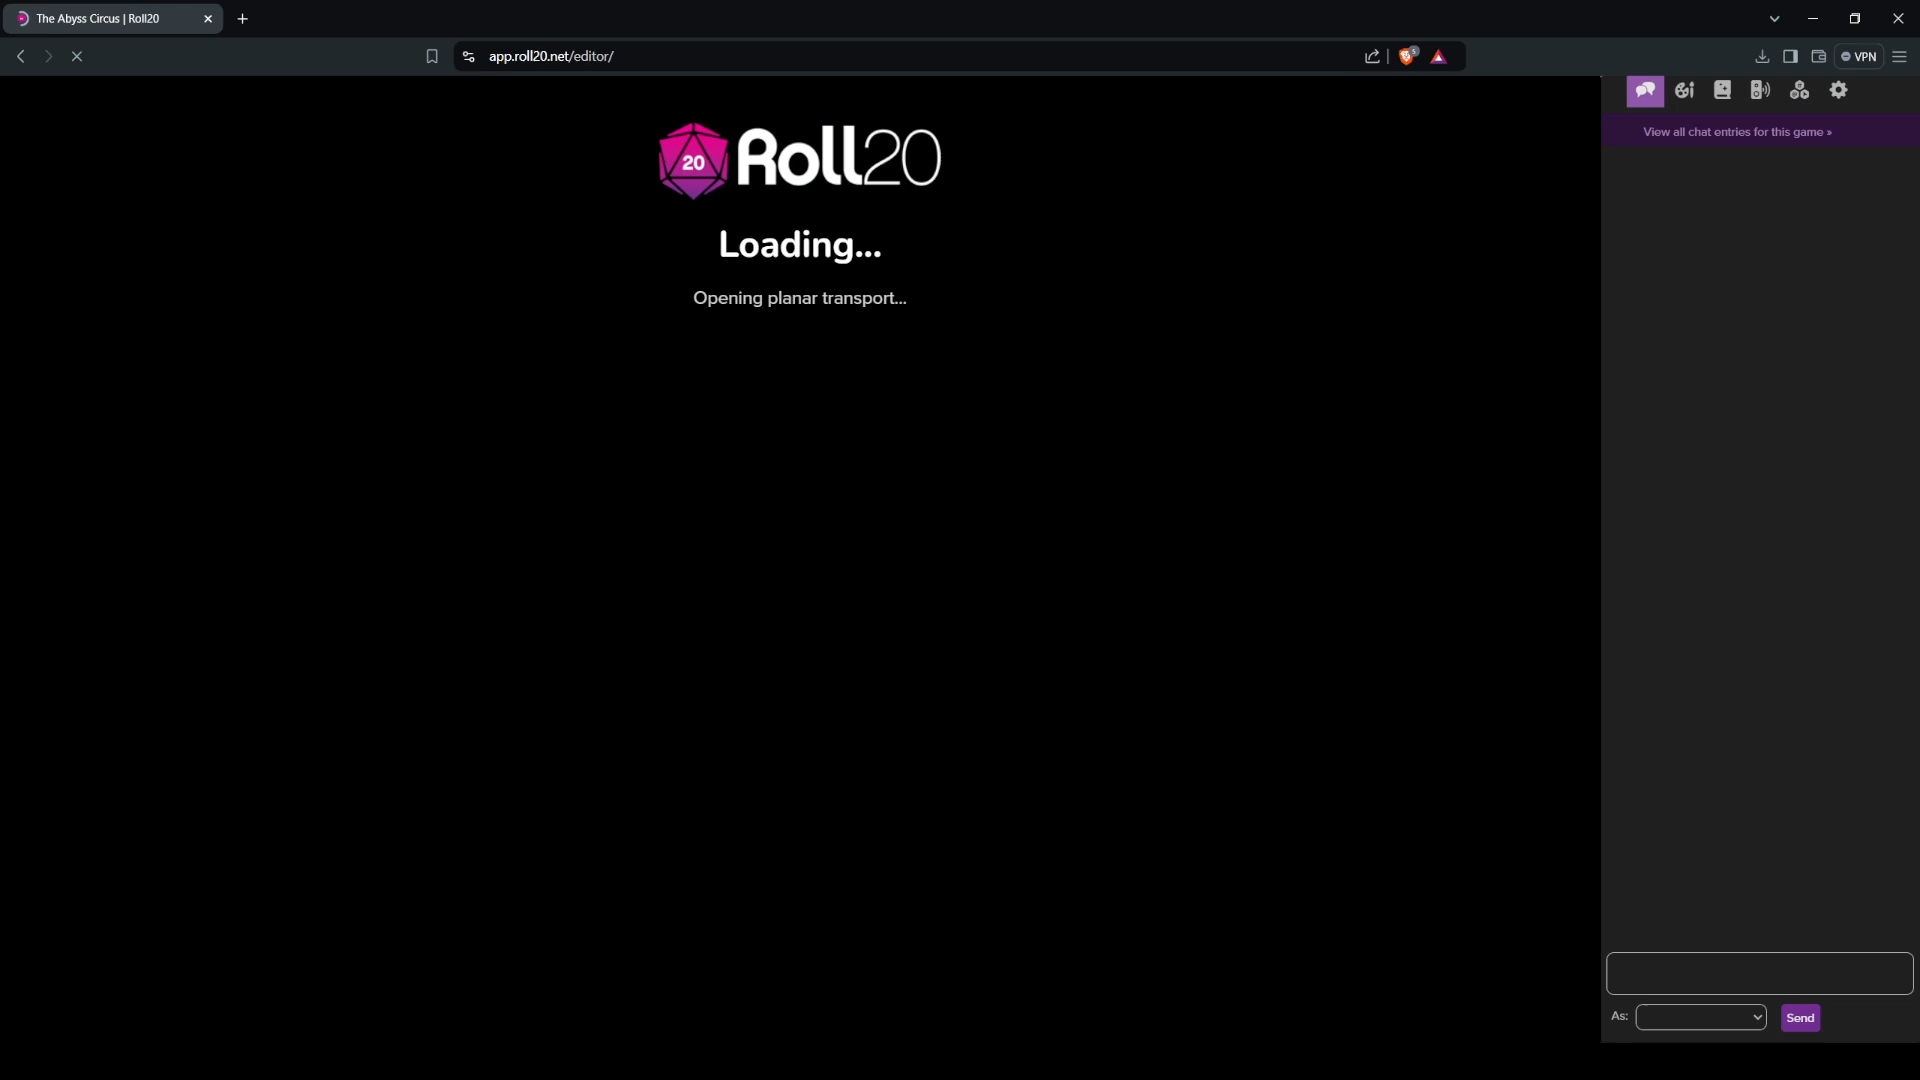 The Abyss Circus | Roll20
app.roll20.net/editor/
5
VPN
20
Roll20
Loading...
Opening planar transport...
View all chat entries for this game »
As:
Send